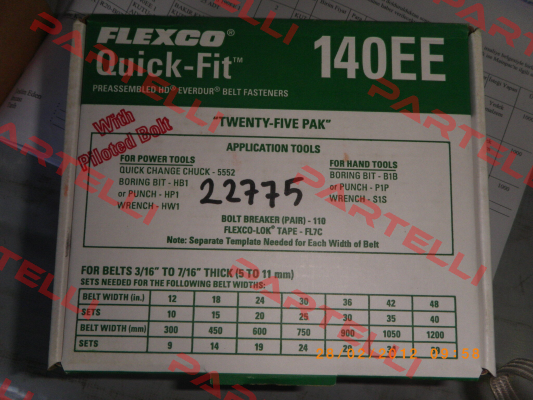 FLEXCO®
Quick-Fit™
140EE
PREASSEMBLED HD® EVERDUR® BELT FASTENERS
With
Piloted Bolt
"TWENTY-FIVE PAK"
APPLICATION TOOLS
FOR POWER TOOLS
QUICK CHANGE CHUCK - 5552
BORING BIT - HB1
or PUNCH - HP1
WRENCH - HW1
22775
FOR HAND TOOLS
BORING BIT - B1B
or PUNCH - P1P
WRENCH - S1S
BOLT BREAKER (PAIR) - 110
FLEXCO-LOK® TAPE - FL7C
Note: Separate Template Needed for Each Width of Belt
FOR BELTS 3/16" TO 7/16" THICK (5 TO 11 mm)
SETS NEEDED FOR THE FOLLOWING BELT WIDTHS:
BELT WIDTH (in.) 12 18 24 30 36 42 48
SETS 10 15 20 25 30 35 40
BELT WIDTH (mm) 300 450 600 750 900 1050 1200
SETS 9 14 19 24
PARTELLI